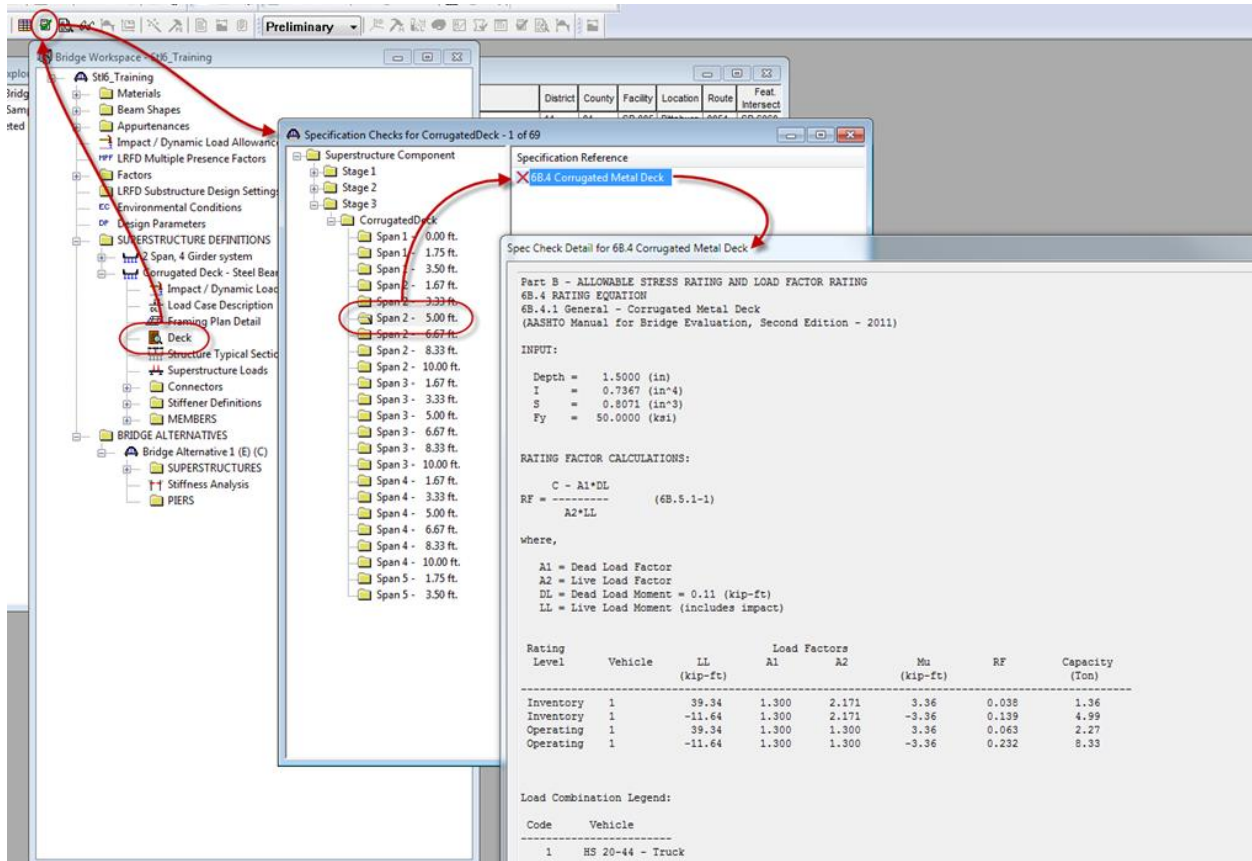 Preliminary
Bridge Workspace - Stl6_Training
Stl6_Training
Materials
Beam Shapes
Appurtenances
Impact / Dynamic Load Allowance
MPF LRFD Multiple Presence Factors
Factors
LRFD Substructure Design Settings
EC Environmental Conditions
DP Design Parameters
SUPERSTRUCTURE DEFINITIONS
2 Span, 4 Girder system
Corrugated Deck - Steel Bear
Impact / Dynamic Load
Load Case Description
Framing Plan Detail
Deck
Structure Typical Sectio
Superstructure Loads
Connectors
Stiffener Definitions
MEMBERS
BRIDGE ALTERNATIVES
Bridge Alternative 1 (E) (C)
SUPERSTRUCTURES
Stiffness Analysis
PIERS
District County Facility Location Route Feat. Intersect
Specification Checks for CorrugatedDeck - 1 of 69
Superstructure Component
Stage 1
Stage 2
Stage 3
CorrugatedDeck
Span 1 - 0.00 ft.
Span 1 - 1.75 ft.
Span 1 - 3.50 ft.
Span 2 - 1.67 ft.
Span 2 - 3.33 ft.
Span 2 - 5.00 ft.
Span 2 - 6.67 ft.
Span 2 - 8.33 ft.
Span 2 - 10.00 ft.
Span 3 - 1.67 ft.
Span 3 - 3.33 ft.
Span 3 - 5.00 ft.
Span 3 - 6.67 ft.
Span 3 - 8.33 ft.
Span 3 - 10.00 ft.
Span 4 - 1.67 ft.
Span 4 - 3.33 ft.
Span 4 - 5.00 ft.
Span 4 - 6.67 ft.
Span 4 - 8.33 ft.
Span 4 - 10.00 ft.
Span 5 - 1.75 ft.
Span 5 - 3.50 ft.
Specification Reference
6B.4 Corrugated Metal Deck
Spec Check Detail for 6B.4 Corrugated Metal Deck
Part B - ALLOWABLE STRESS RATING AND LOAD FACTOR RATING
6B.4 RATING EQUATION
6B.4.1 General - Corrugated Metal Deck
(AASHTO Manual for Bridge Evaluation, Second Edition - 2011)
INPUT:
Depth = 1.5000 (in)
I = 0.7367 (in^4)
S = 0.8071 (in^3)
Fy = 50.0000 (ksi)
RATING FACTOR CALCULATIONS:
C - A1*DL
RF = --------- (6B.5.1-1)
A2*LL
where,
A1 = Dead Load Factor
A2 = Live Load Factor
DL = Dead Load Moment = 0.11 (kip-ft)
LL = Live Load Moment (includes impact)
Rating Load Factors
Level Vehicle LL A1 A2 Mu RF Capacity
(kip-ft) (kip-ft) (Ton)
Inventory 1 39.34 1.300 2.171 3.36 0.038 1.36
Inventory 1 -11.64 1.300 2.171 -3.36 0.139 4.99
Operating 1 39.34 1.300 1.300 3.36 0.063 2.27
Operating 1 -11.64 1.300 1.300 -3.36 0.232 8.33
Load Combination Legend:
Code Vehicle
1 HS 20-44 - Truck